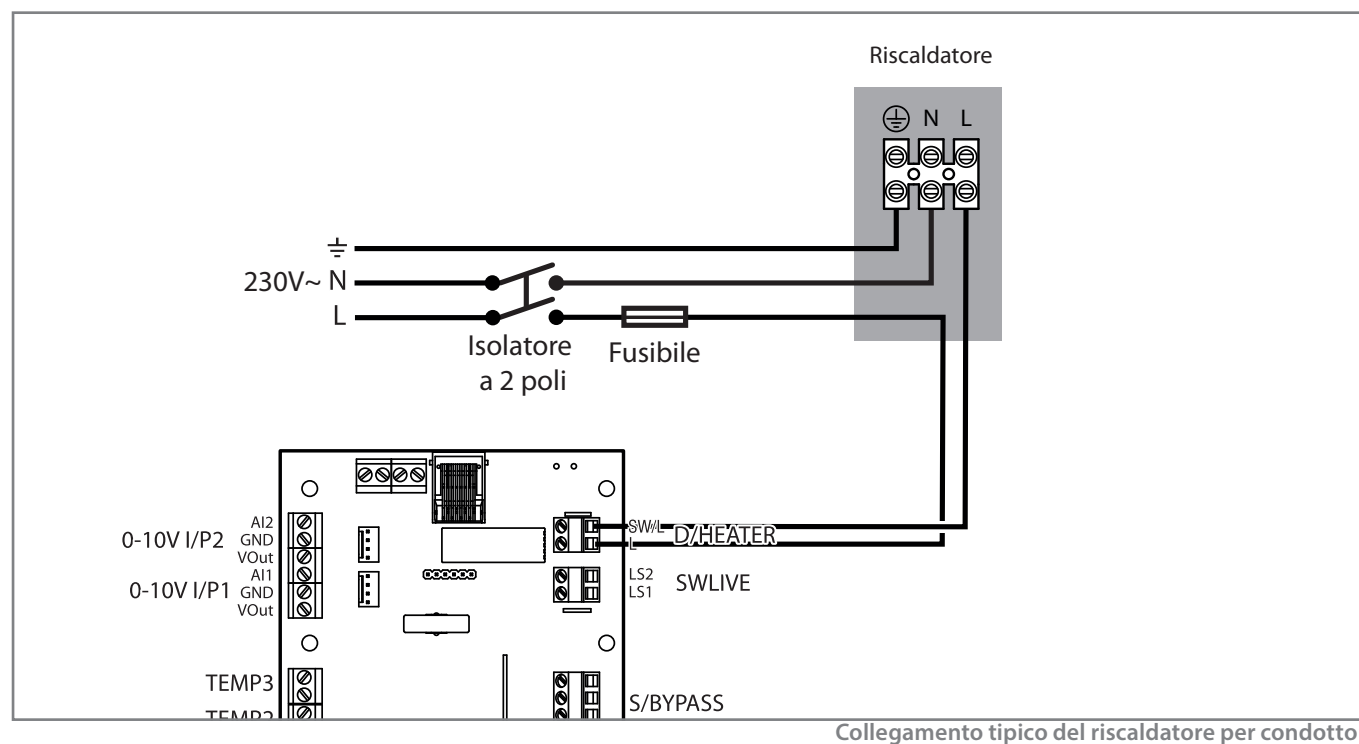 Riscaldatore
N L
230V~ N
L
Isolatore
a 2 poli
Fusibile
0-10V I/P2
AI2
GND
VOut
0-10V I/P1
AI1
GND
VOut
SW/L
L
D/HEATER
LS2
LS1
SWLIVE
TEMP3
TEMP2
S/BYPASS
Collegamento tipico del riscaldatore per condotto